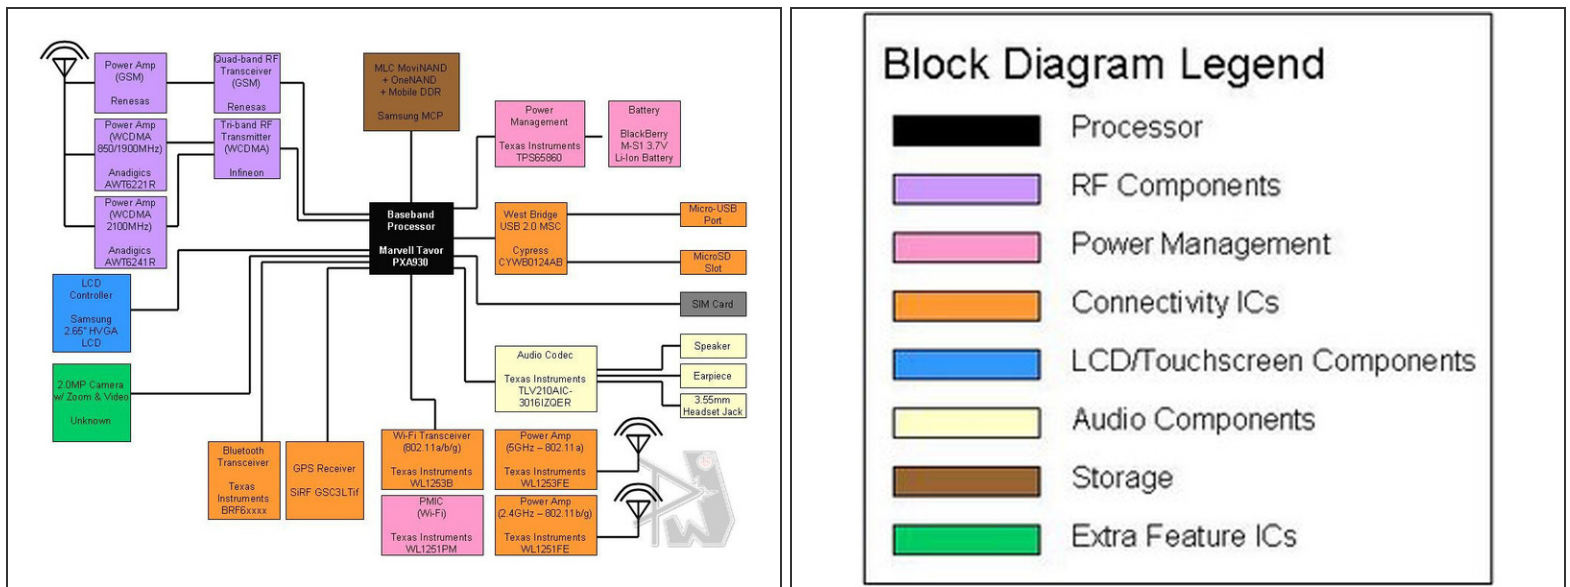 Power Amp
(GSM)
Renesas
Quad-band RF
Transceiver
(GSM)
Renesas
MLC MoviNAND
+ OneNAND
+ Mobile DDR
Samsung MCP
Power
Management
Texas Instruments
TPS65860
Battery
BlackBerry
M-S1 3.7V
Li-Ion Battery
Power Amp
(WCDMA
850/1900MHz)
Anadigics
AWT6221R
Tri-band RF
Transmitter
(WCDMA)
Infineon
Power Amp
(WCDMA
2100MHz)
Anadigics
AWT6241R
Baseband
Processor
Marvell Tavor
PXA930
West Bridge
USB 2.0 MSC
Cypress
CYWB0124AB
Micro-USB
Port
MicroSD
Slot
SIM Card
LCD
Controller
Samsung
2.65" HVGA
LCD
Audio Codec
Texas Instruments
TLV210AIC-
3016IZQER
Speaker
Earpiece
3.55mm
Headset Jack
2.0MP Camera
w/ Zoom & Video
Unknown
Bluetooth
Transceiver
Texas
Instruments
BRF6xxxx
GPS Receiver
SiRF GSC3LTif
Wi-Fi Transceiver
(802.11a/b/g)
Texas Instruments
WL1253B
Power Amp
(5GHz – 802.11a)
Texas Instruments
WL1253FE
PMIC
(Wi-Fi)
Texas Instruments
WL1251PM
Power Amp
(2.4GHz – 802.11b/g)
Texas Instruments
WL1251FE
Block Diagram Legend
Processor
RF Components
Power Management
Connectivity ICs
LCD/Touchscreen Components
Audio Components
Storage
Extra Feature ICs